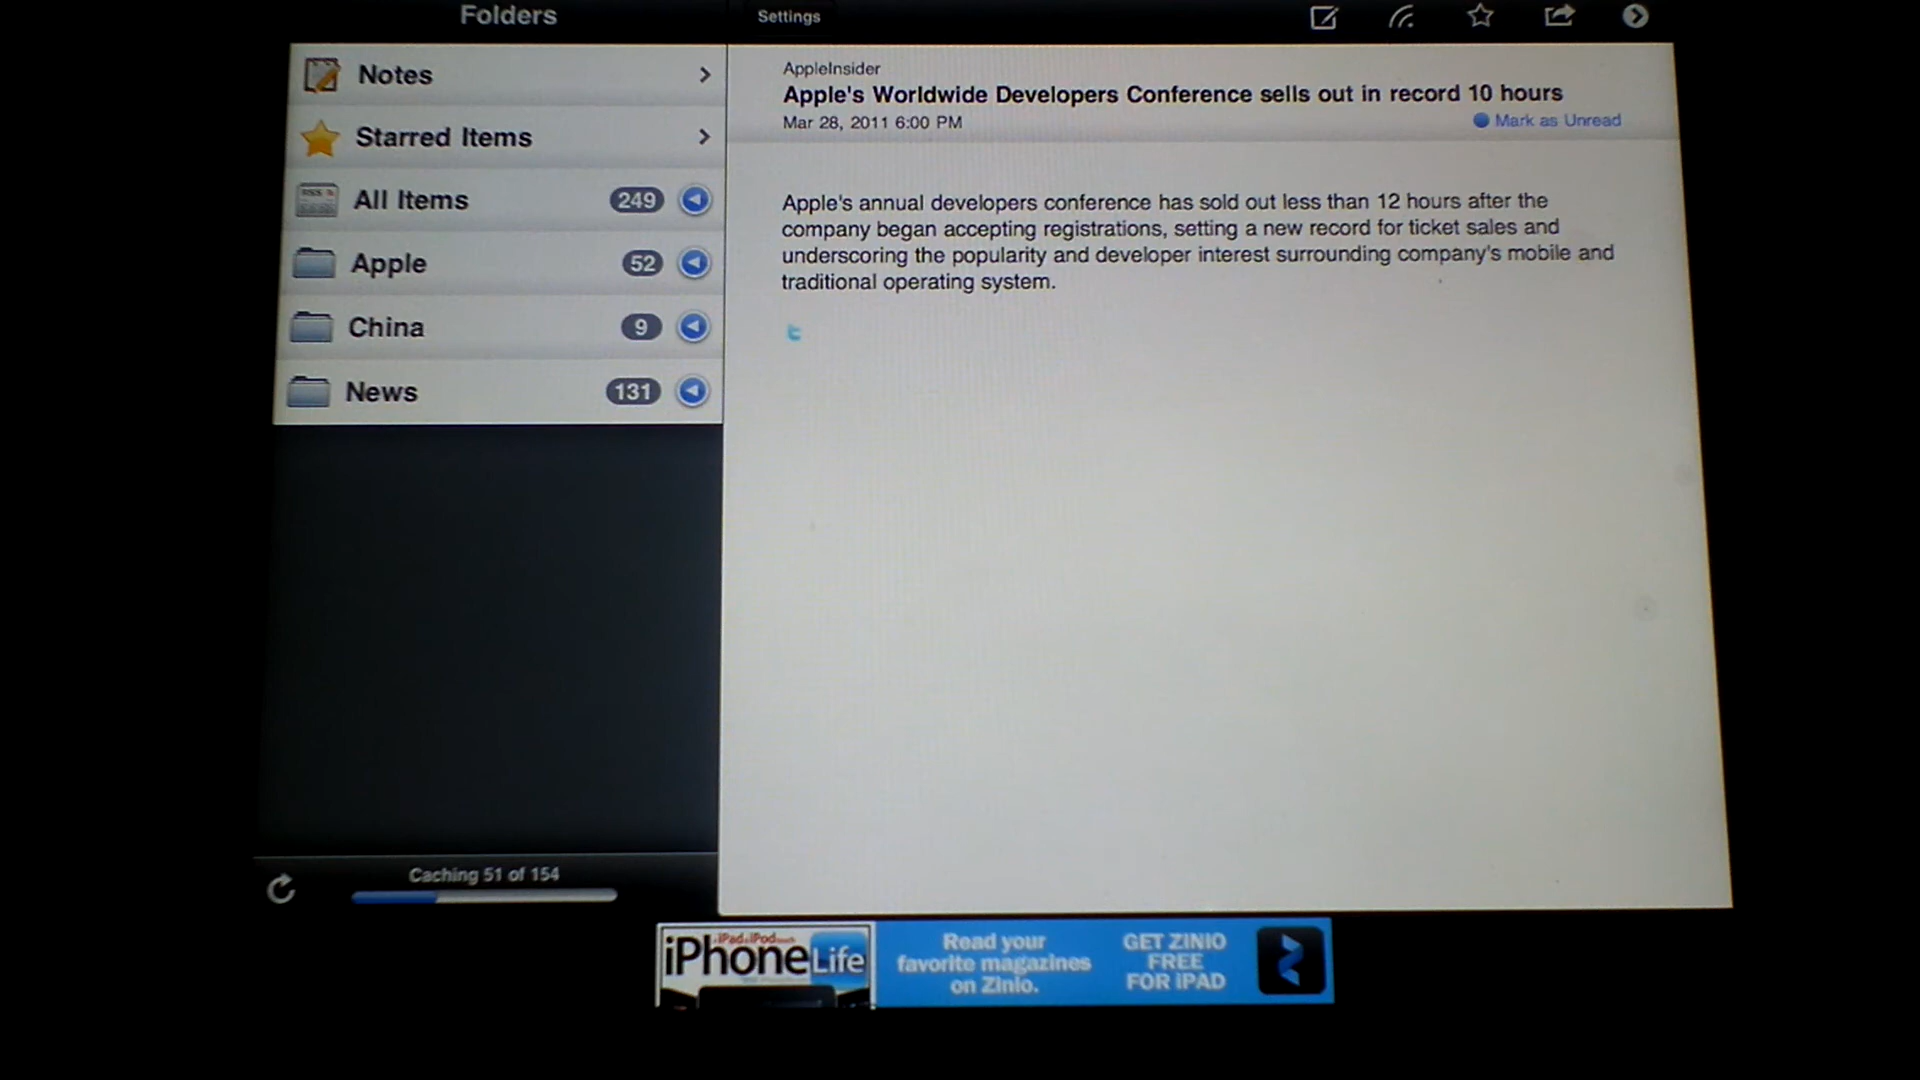 Folders
Settings
Notes
Starred Items
All Items 249
Apple 52
China 9
News 131
Caching 51 of 154
AppleInsider
Apple's Worldwide Developers Conference sells out in record 10 hours
Mar 28, 2011 6:00 PM
Mark as Unread
Apple's annual developers conference has sold out less than 12 hours after the
company began accepting registrations, setting a new record for ticket sales and
underscoring the popularity and developer interest surrounding company's mobile and
traditional operating system.
iPhone Life
Read your
favorite magazines
on Zinio.
GET ZINIO
FREE
FOR iPAD